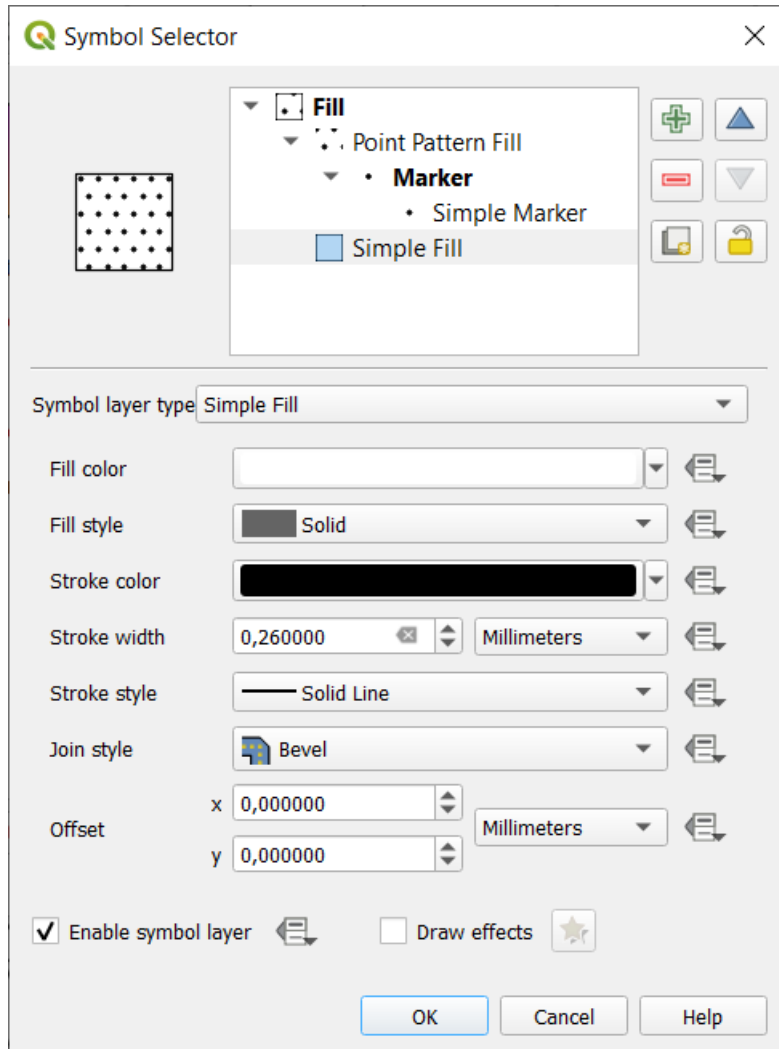 Symbol Selector
Fill
Point Pattern Fill
Marker
Simple Marker
Simple Fill
Symbol layer type Simple Fill
Fill color
Fill style Solid
Stroke color
Stroke width 0,260000 Millimeters
Stroke style Solid Line
Join style Bevel
Offset x 0,000000 Millimeters
y 0,000000
Enable symbol layer Draw effects
OK Cancel Help